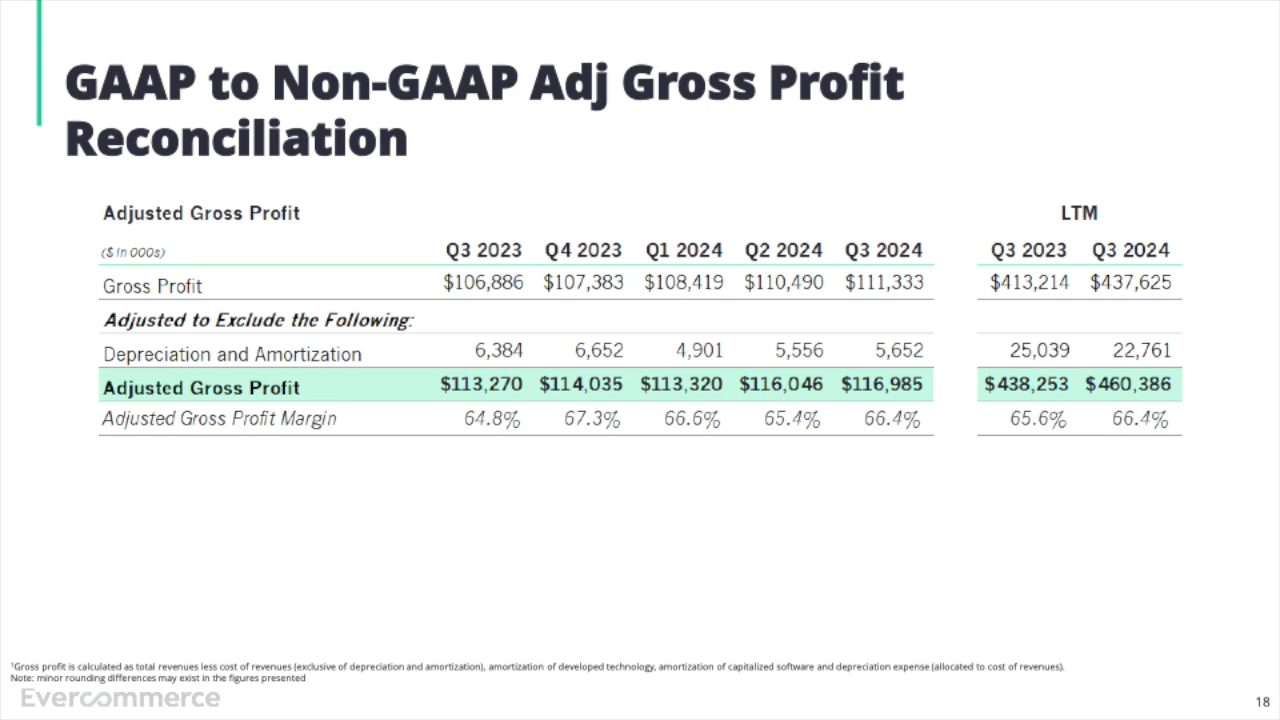 GAAP to Non-GAAP Adj Gross Profit
Reconciliation
Adjusted Gross Profit LTM
($ in 000s) Q3 2023 Q4 2023 Q1 2024 Q2 2024 Q3 2024 Q3 2023 Q3 2024
Gross Profit $106,886 $107,383 $108,419 $110,490 $111,333 $413,214 $437,625
Adjusted to Exclude the Following:
Depreciation and Amortization 6,384 6,652 4,901 5,556 5,652 25,039 22,761
Adjusted Gross Profit $113,270 $114,035 $113,320 $116,046 $116,985 $438,253 $460,386
Adjusted Gross Profit Margin 64.8% 67.3% 66.6% 65.4% 66.4% 65.6% 66.4%
¹Gross profit is calculated as total revenues less cost of revenues (exclusive of depreciation and amortization), amortization of developed technology, amortization of capitalized software and depreciation expense (allocated to cost of revenues).
Note: minor rounding differences may exist in the figures presented
Evercommerce
18